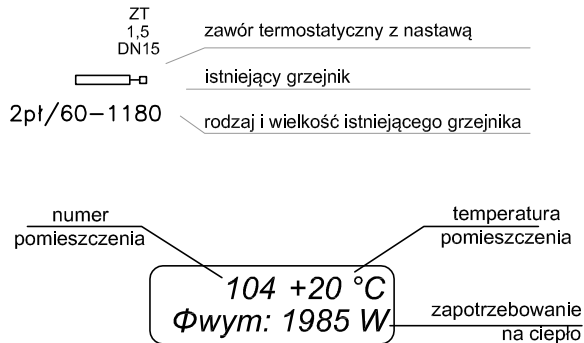 ZT
1,5
DN15
zawór termostatyczny z nastawą
istniejący grzejnik
2pł/60-1180
rodzaj i wielkość istniejącego grzejnika
numer
pomieszczenia
temperatura
pomieszczenia
104 +20 °C
Φwym: 1985 W
zapotrzebowanie
na ciepło